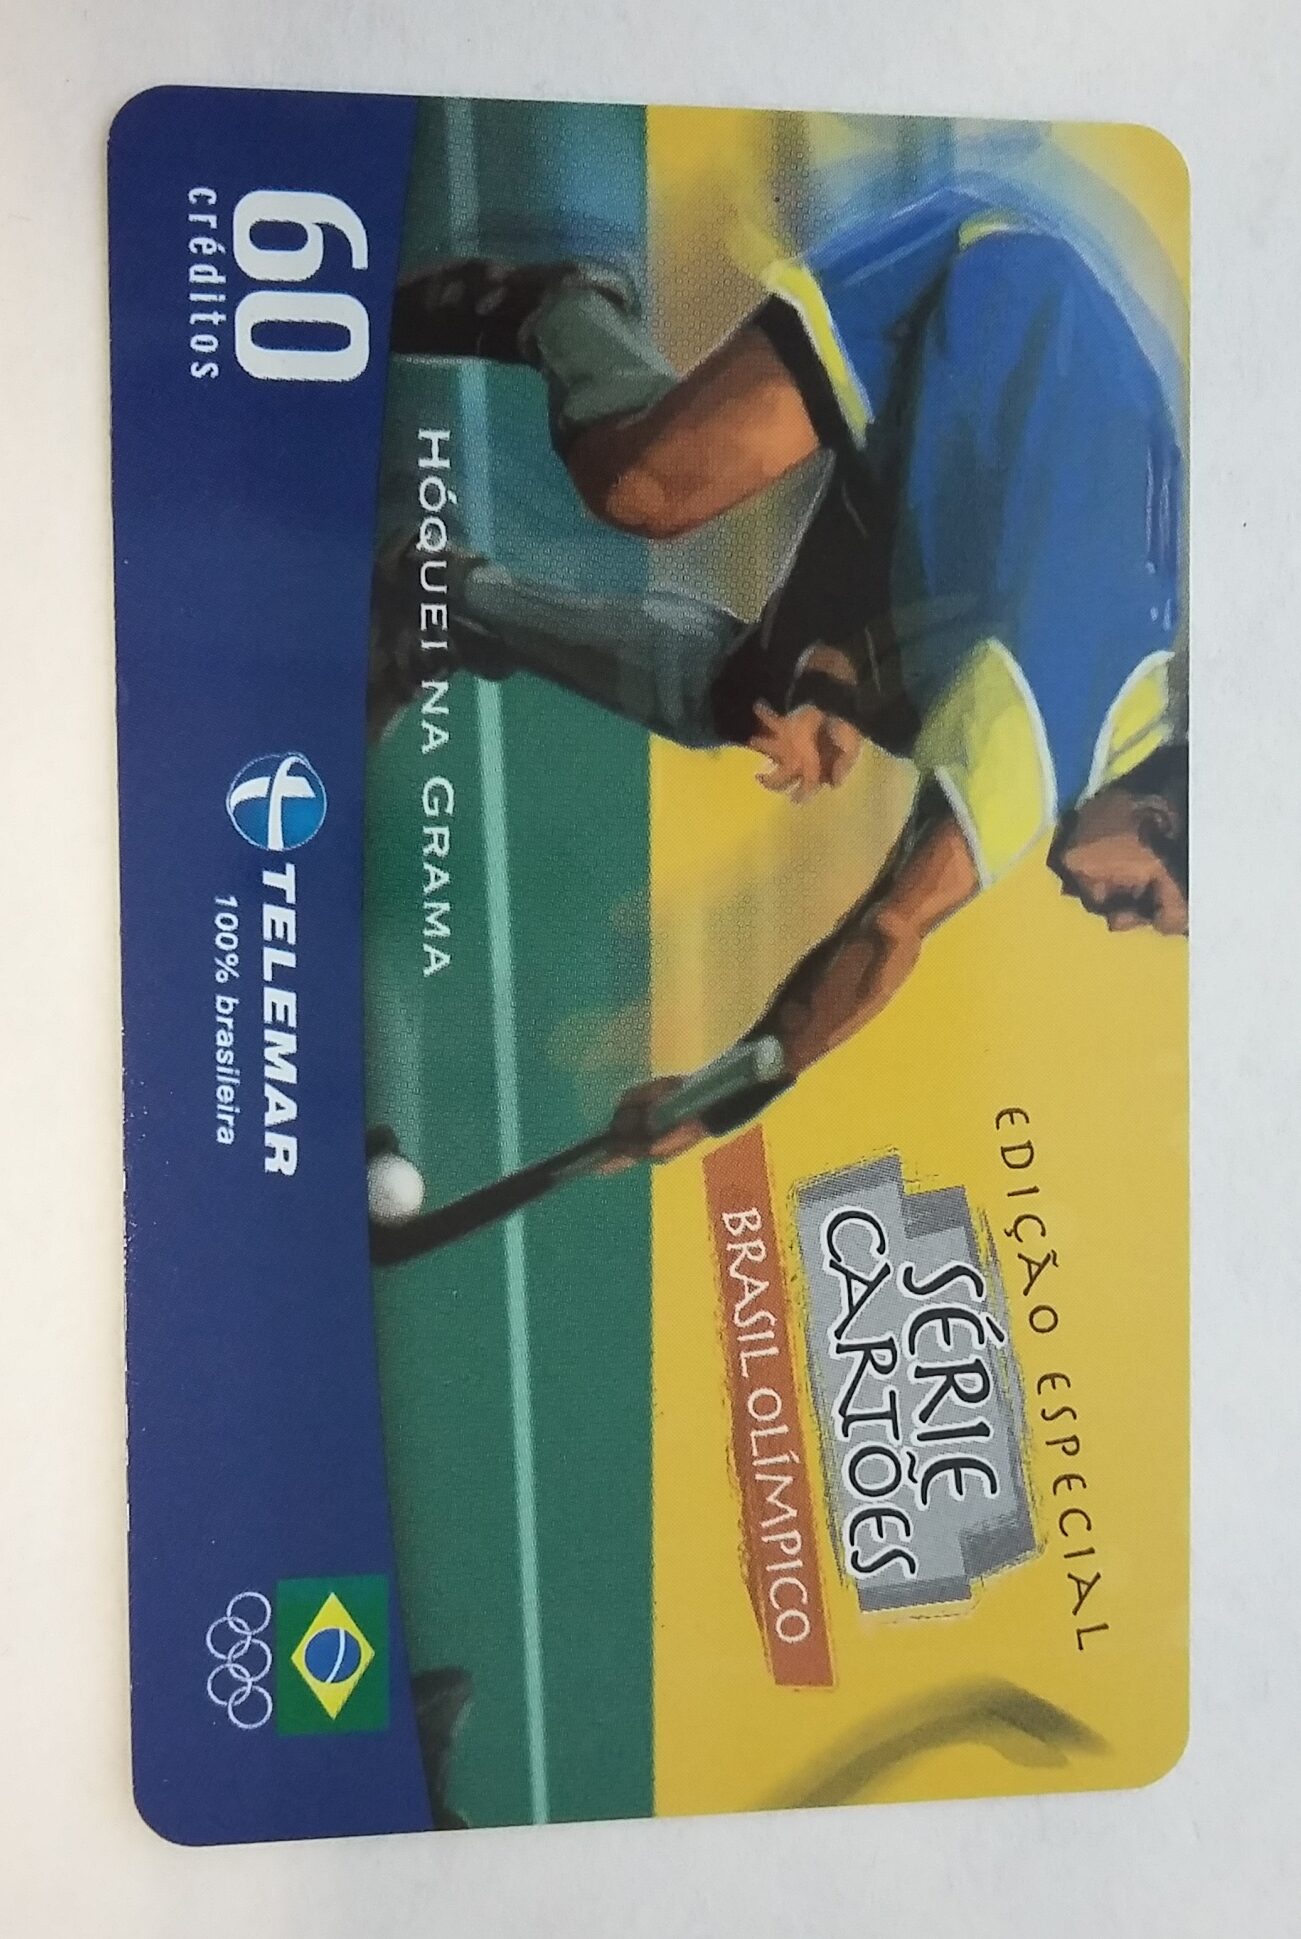 EDIÇÃO ESPECIAL
SÉRIE
CARTÕES
BRASIL OLÍMPICO
HÓQUEI NA GRAMA
60
créditos
TELEMAR
100% brasileira